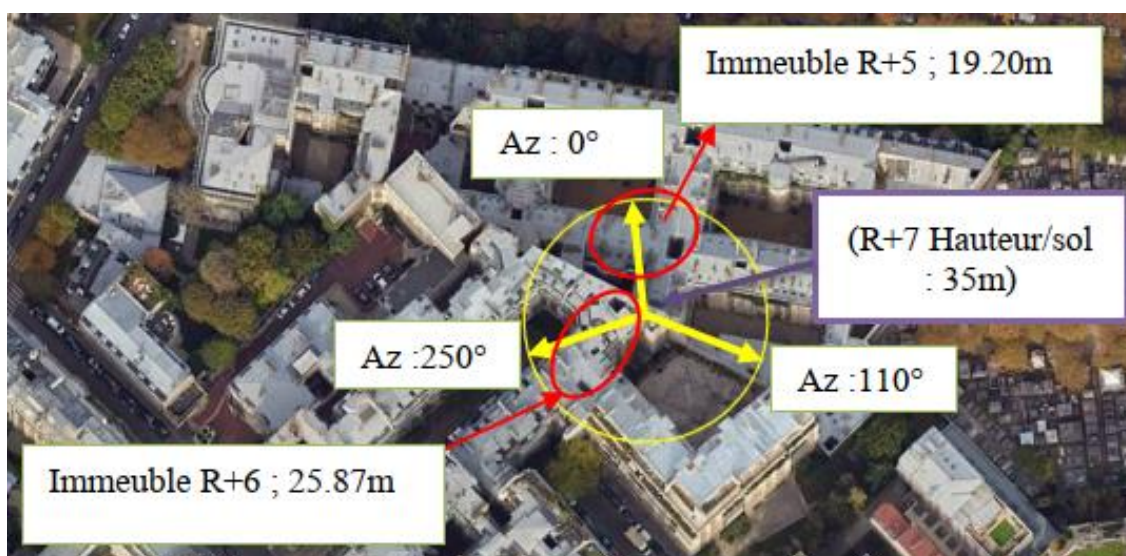 Immeuble R+5 ; 19.20m
Az : 0°
(R+7 Hauteur/sol
: 35m)
Az :250°
Az :110°
Immeuble R+6 ; 25.87m